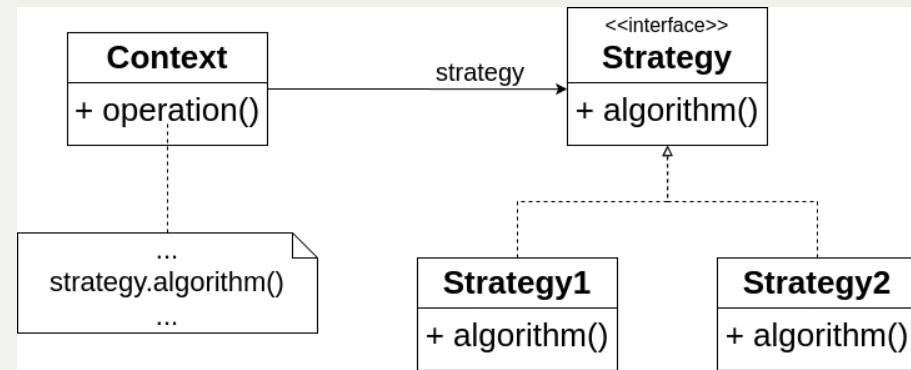 Context
+ operation()
strategy
<<interface>>
Strategy
+ algorithm()
...
strategy.algorithm()
...
Strategy1
+ algorithm()
Strategy2
+ algorithm()